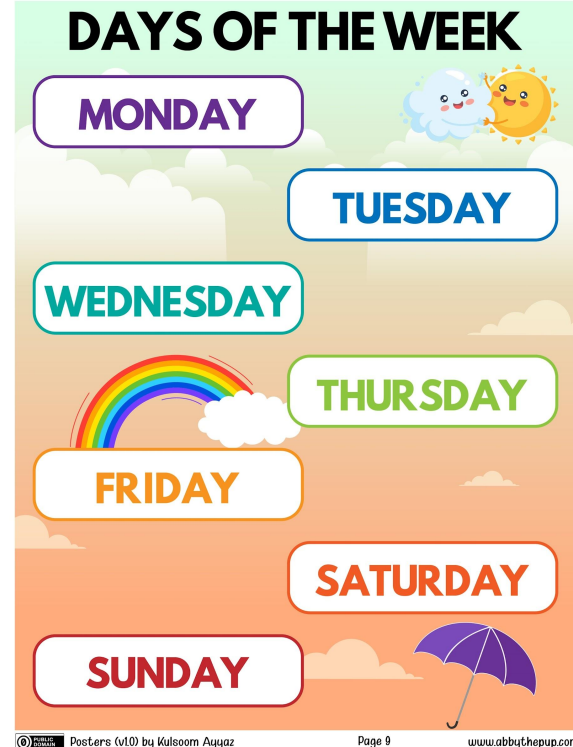 DAYS OF THE WEEK
MONDAY
TUESDAY
WEDNESDAY
THURSDAY
FRIDAY
SATURDAY
SUNDAY
PUBLIC DOMAIN Posters (v1.0) by Kulsoom Ayyaz Page 9 www.abbythepup.com